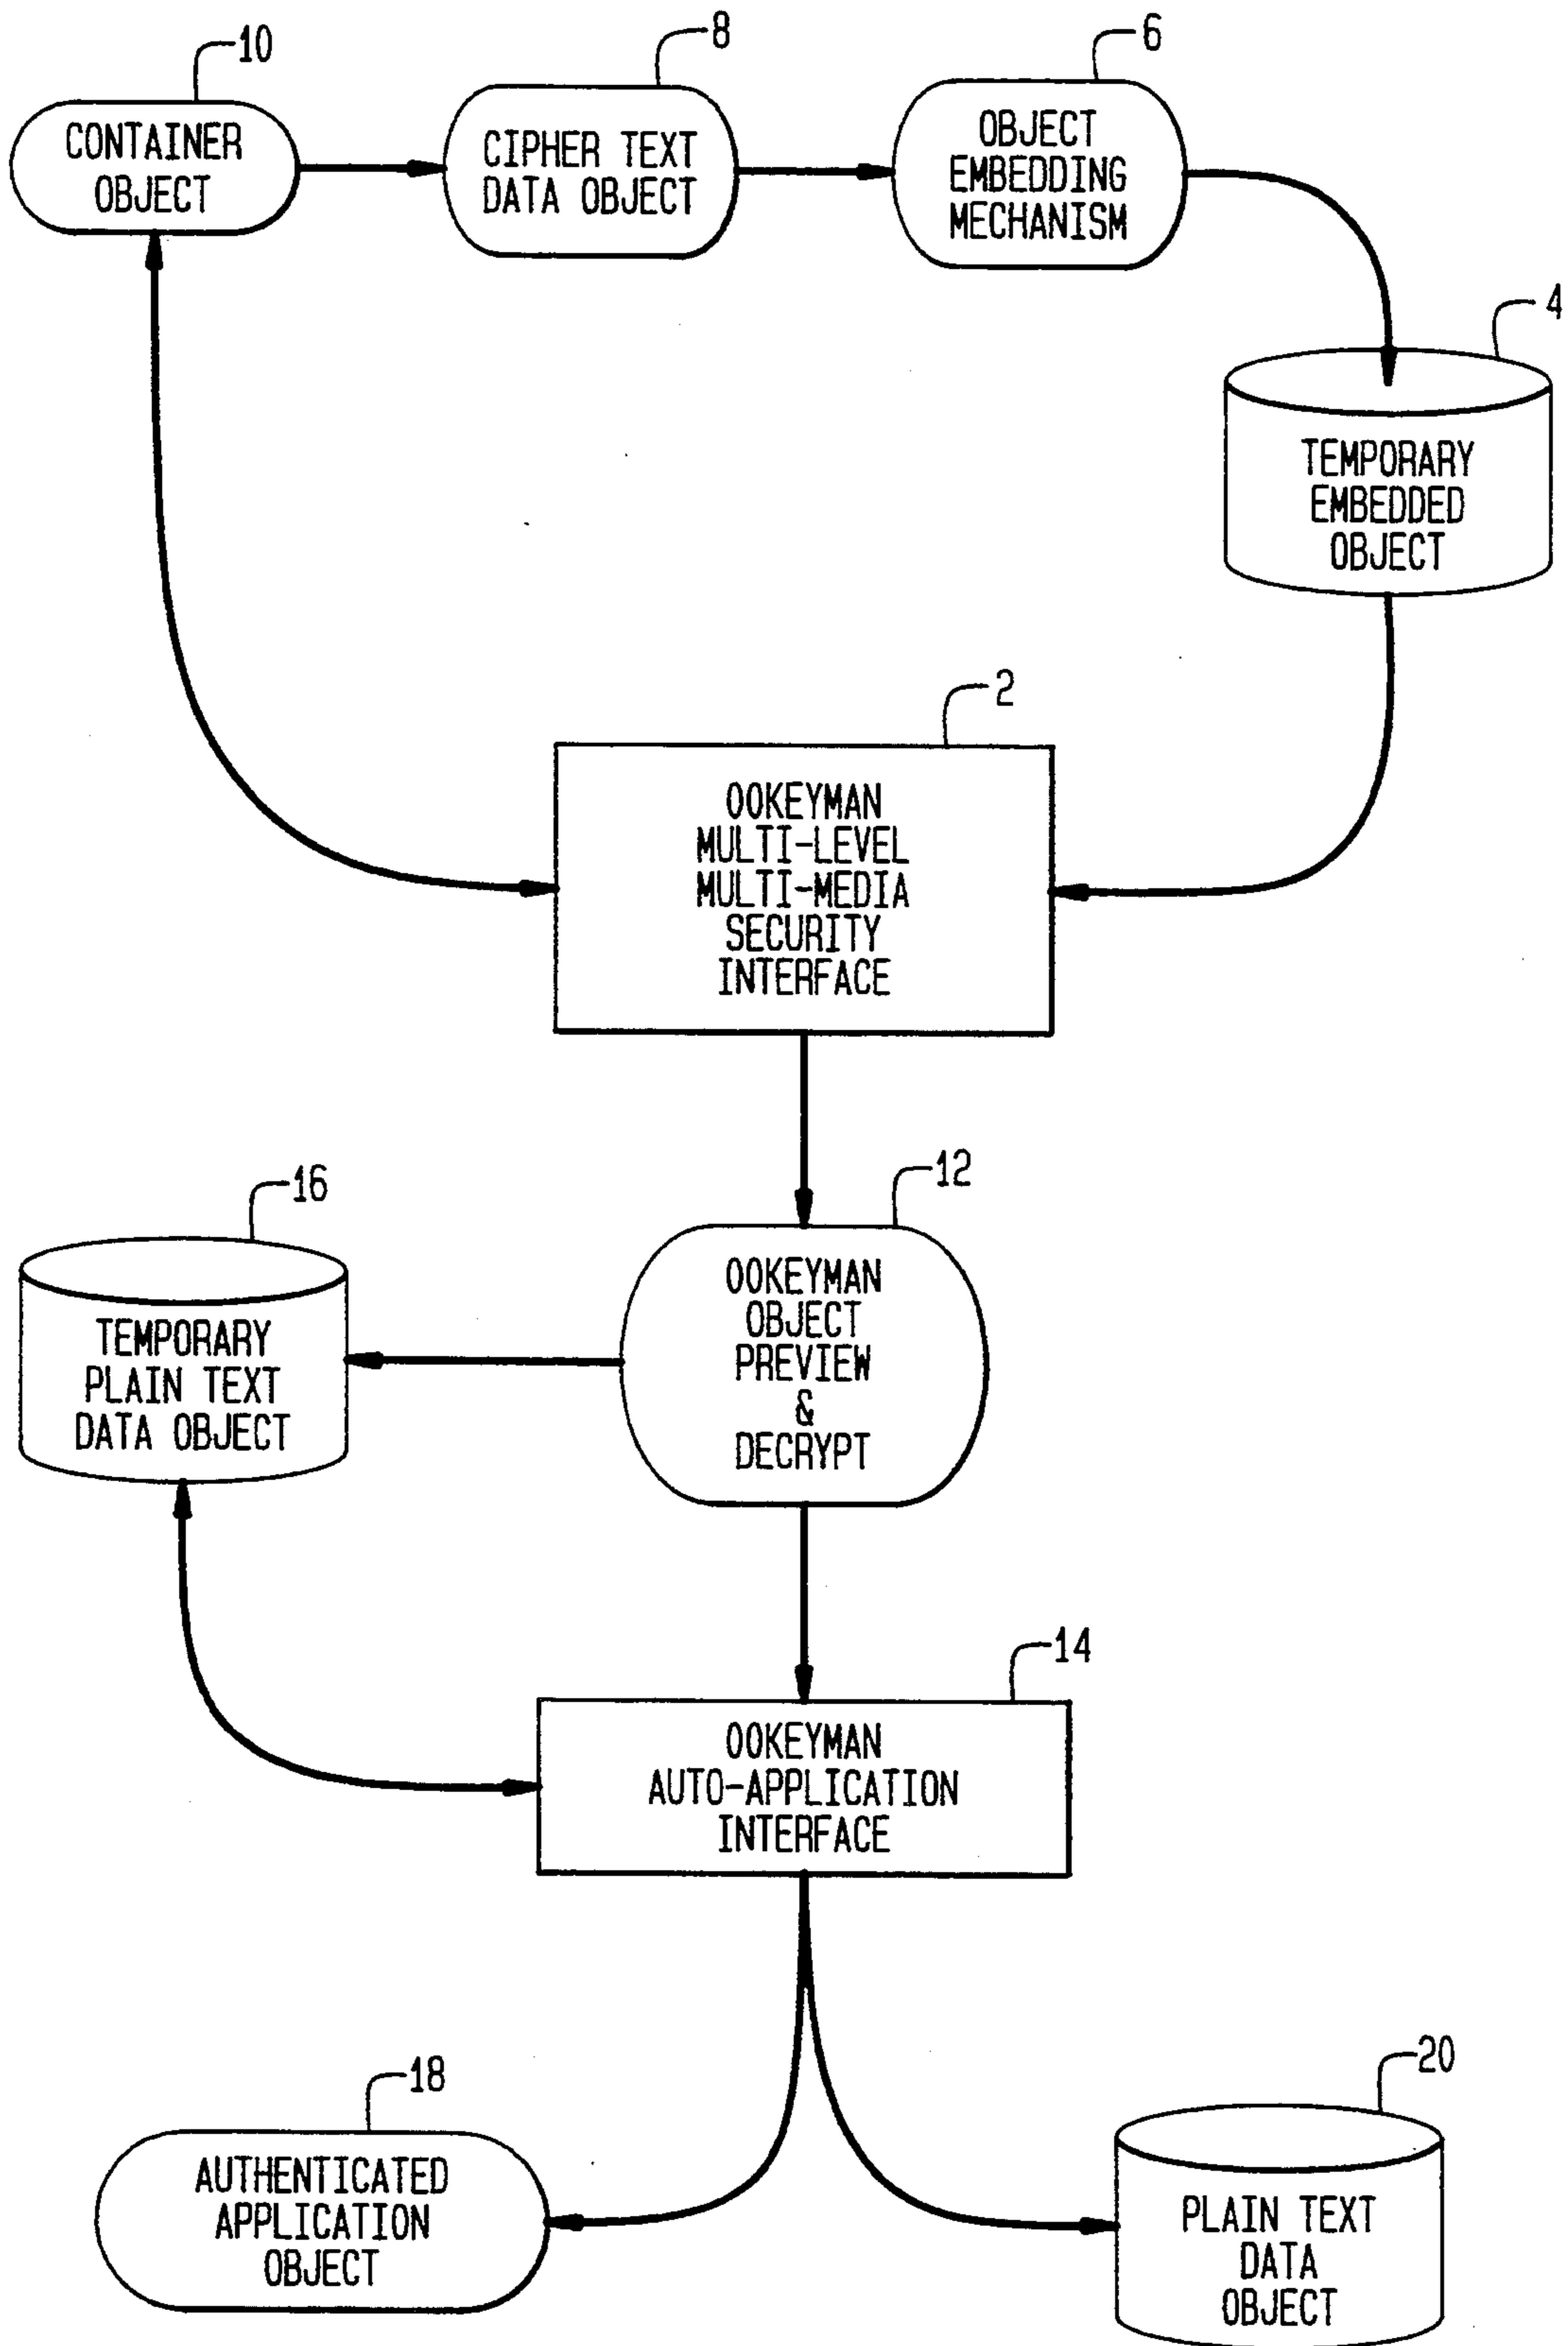 10
CONTAINER
OBJECT
8
CIPHER TEXT
DATA OBJECT
6
OBJECT
EMBEDDING
MECHANISM
4
TEMPORARY
EMBEDDED
OBJECT
2
OOKEYMAN
MULTI-LEVEL
MULTI-MEDIA
SECURITY
INTERFACE
12
OOKEYMAN
OBJECT
PREVIEW
&
DECRYPT
16
TEMPORARY
PLAIN TEXT
DATA OBJECT
14
OOKEYMAN
AUTO-APPLICATION
INTERFACE
18
AUTHENTICATED
APPLICATION
OBJECT
20
PLAIN TEXT
DATA
OBJECT